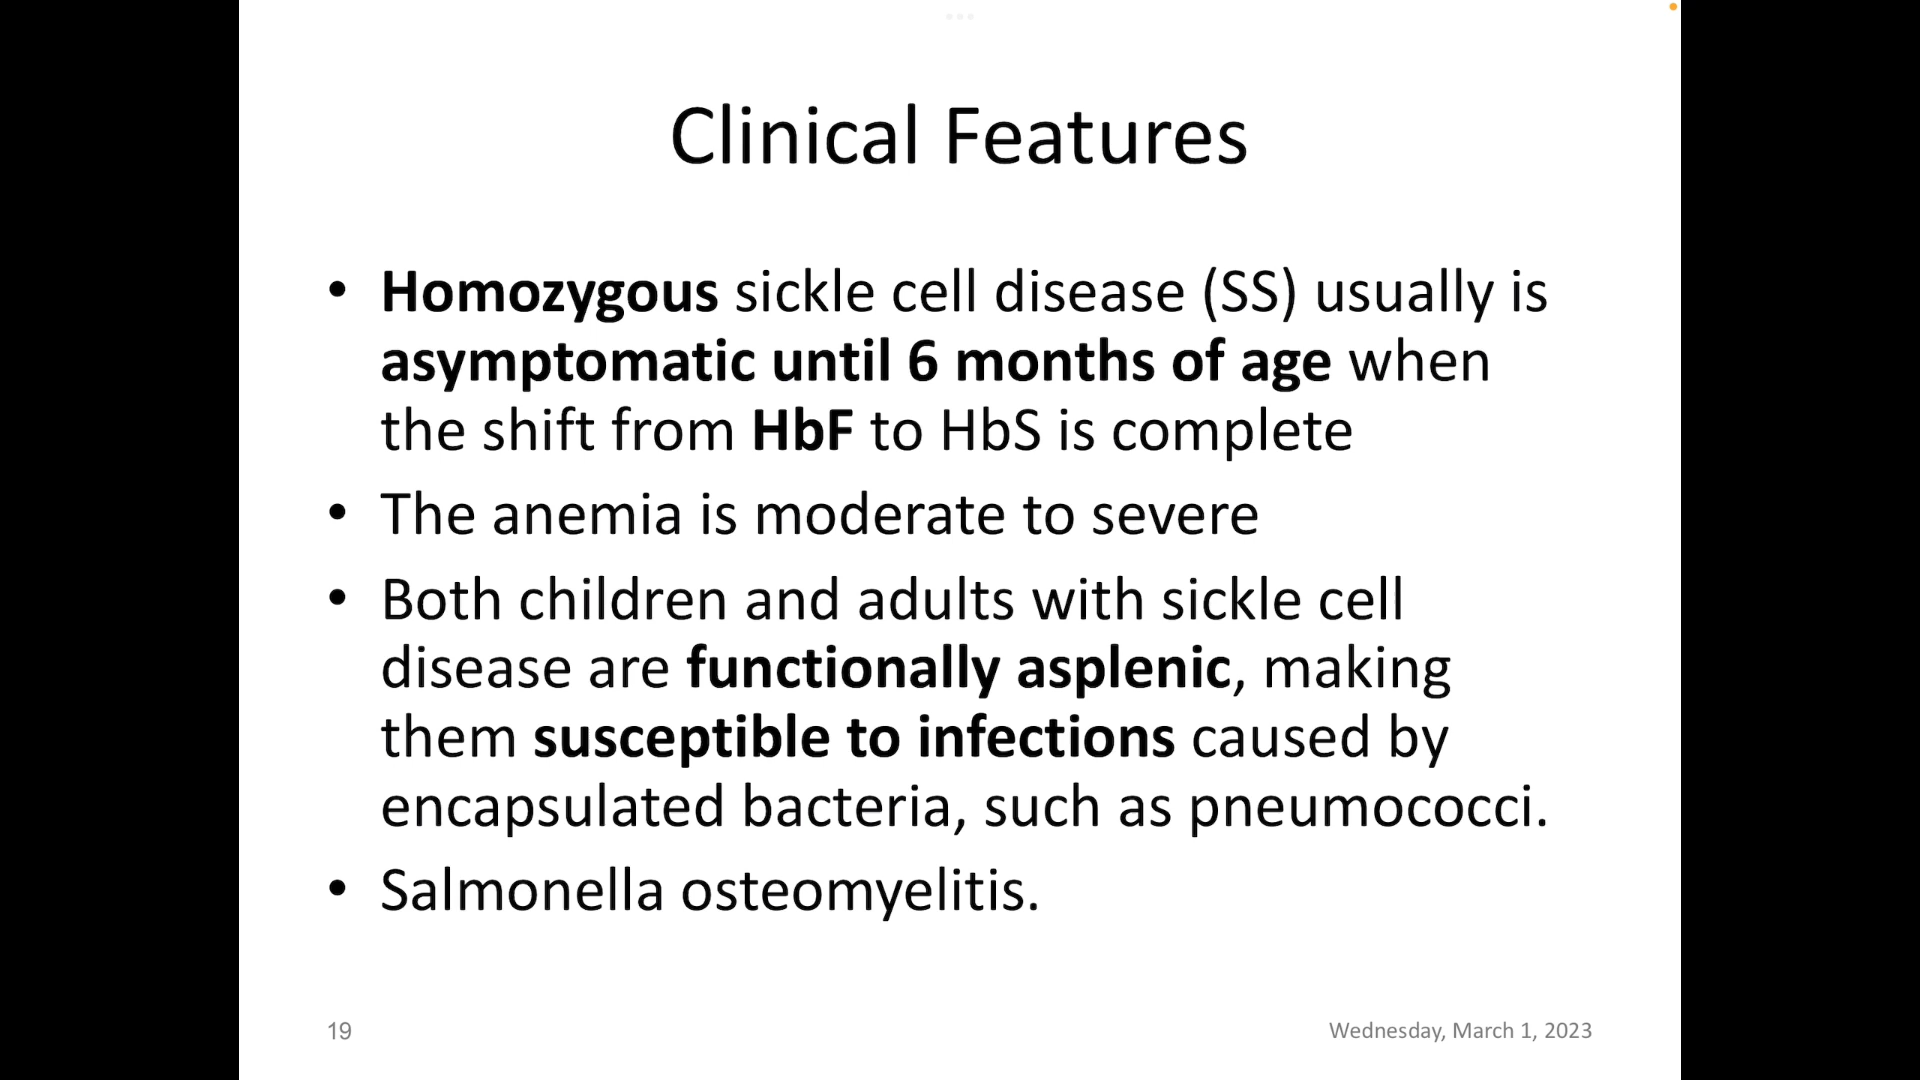 Clinical Features
• Homozygous sickle cell disease (SS) usually is
asymptomatic until 6 months of age when
the shift from HbF to HbS is complete
• The anemia is moderate to severe
• Both children and adults with sickle cell
disease are functionally asplenic, making
them susceptible to infections caused by
encapsulated bacteria, such as pneumococci.
• Salmonella osteomyelitis.
19
Wednesday, March 1, 2023